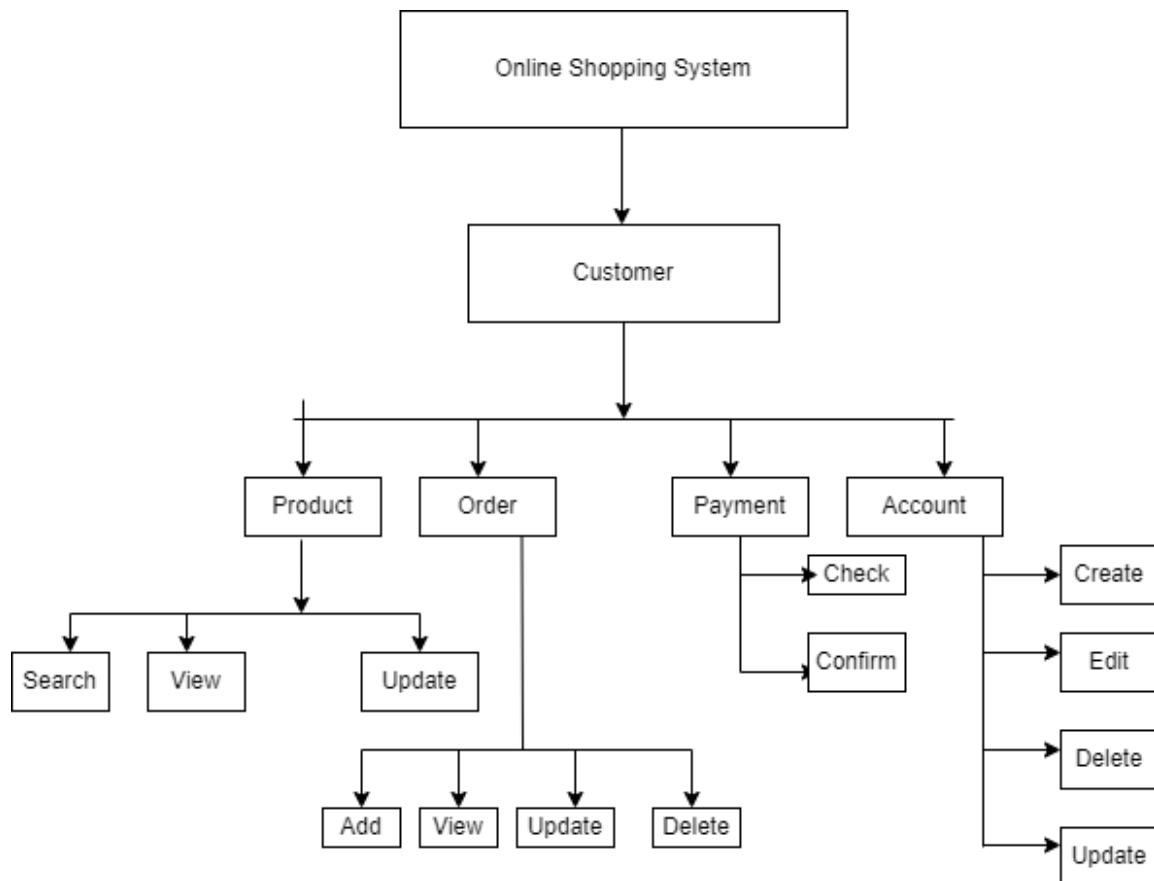 Online Shopping System
Customer
Product
Order
Payment
Account
Check
Create
Confirm
Edit
Search
View
Update
Delete
Add
View
Update
Delete
Update